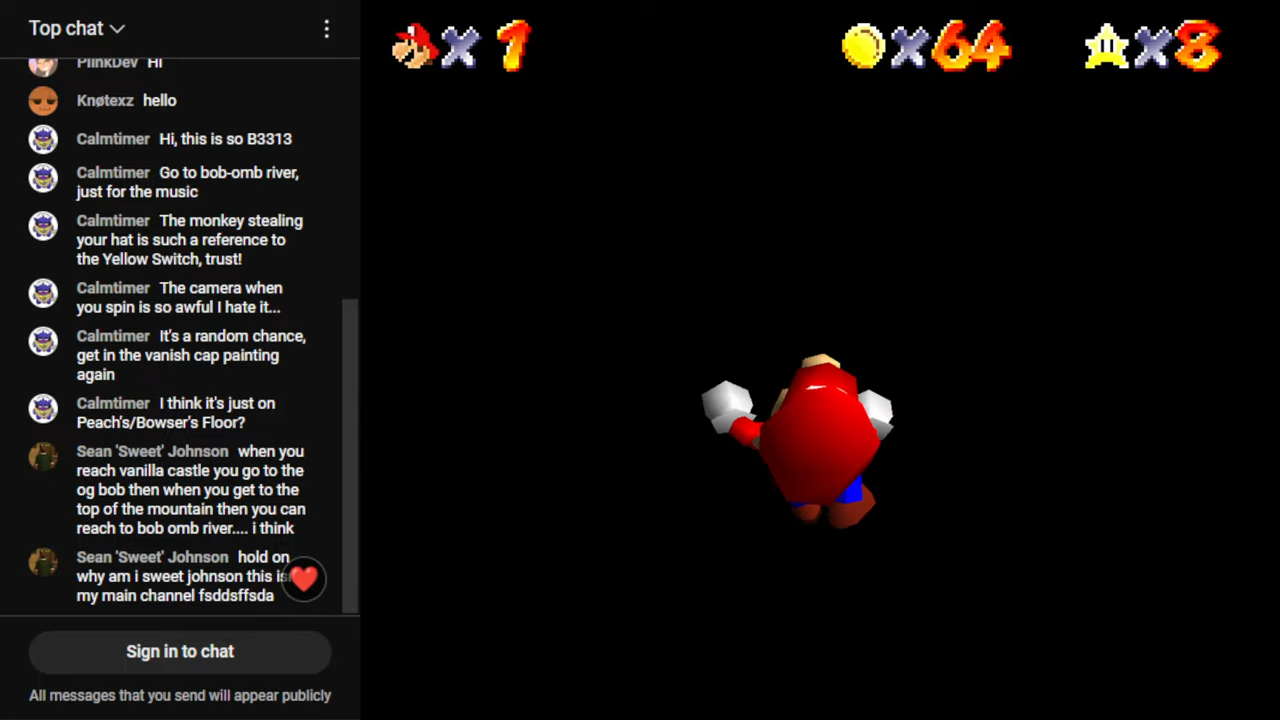 Top chat
× 1
× 64
× 8
PlinkDev Hi
Knøtexz hello
Calmtimer Hi, this is so B3313
Calmtimer Go to bob-omb river,
just for the music
Calmtimer The monkey stealing
your hat is such a reference to
the Yellow Switch, trust!
Calmtimer The camera when
you spin is so awful I hate it...
Calmtimer It's a random chance,
get in the vanish cap painting
again
Calmtimer I think it's just on
Peach's/Bowser's Floor?
Sean 'Sweet' Johnson when you
reach vanilla castle you go to the
og bob then when you get to the
top of the mountain then you can
reach to bob omb river.... i think
Sean 'Sweet' Johnson hold on
why am i sweet johnson this is
my main channel fsddsffsda
Sign in to chat
All messages that you send will appear publicly